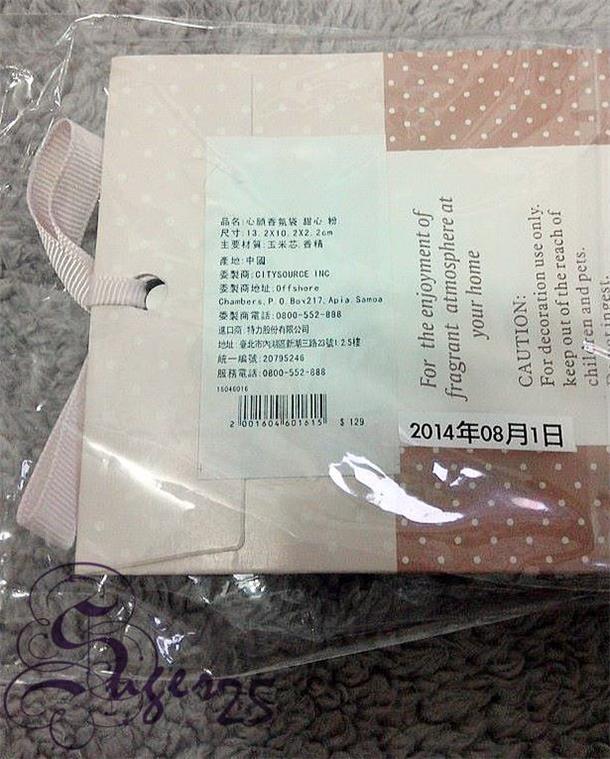 品名:心願香氛袋 甜心 粉
尺寸:13.2X10.2X2.2cm
主要材質:玉米芯.香精
產地:中國
委製商:CITYSOURCE INC
委製商地址:Offshore
Chambers,P.O.Box217,Apia,Samoa
委製商電話:0800-552-888
進口商:特力股份有限公司
地址:臺北市內湖區新湖三路23號1.2.5樓
統一編號:20795246
服務電話:0800-552-888
15046016
2 001604 601615
$ 129
For the enjoyment of
fragrant atmosphere at
your home
CAUTION:
For decoration use only.
keep out of the reach of
children and pets.
2014年08月1日
Suger25